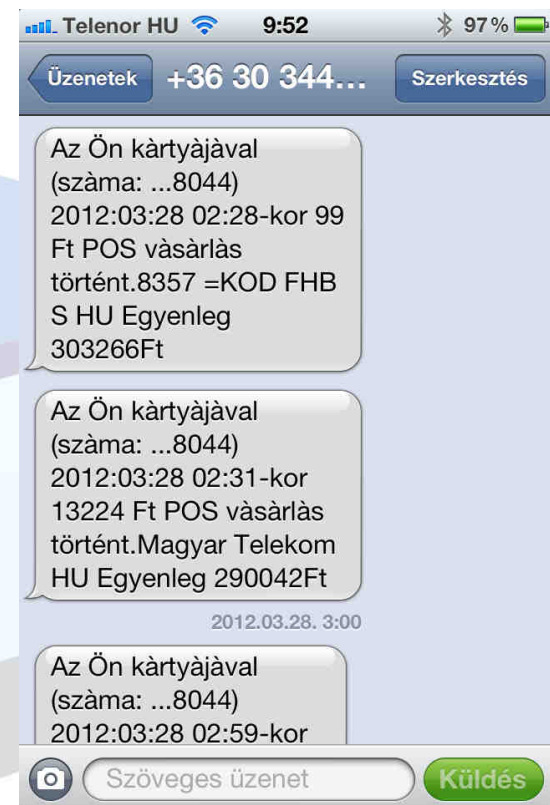 Telenor HU 9:52 97%
Üzenetek +36 30 344... Szerkesztés
Az Ön kàrtyàjàval
(szàma: ...8044)
2012:03:28 02:28-kor 99
Ft POS vàsàrlàs
történt.8357 =KOD FHB
S HU Egyenleg
303266Ft
Az Ön kàrtyàjàval
(szàma: ...8044)
2012:03:28 02:31-kor
13224 Ft POS vàsàrlàs
történt.Magyar Telekom
HU Egyenleg 290042Ft
2012.03.28. 3:00
Az Ön kàrtyàjàval
(szàma: ...8044)
2012:03:28 02:59-kor
Szöveges üzenet Küldés